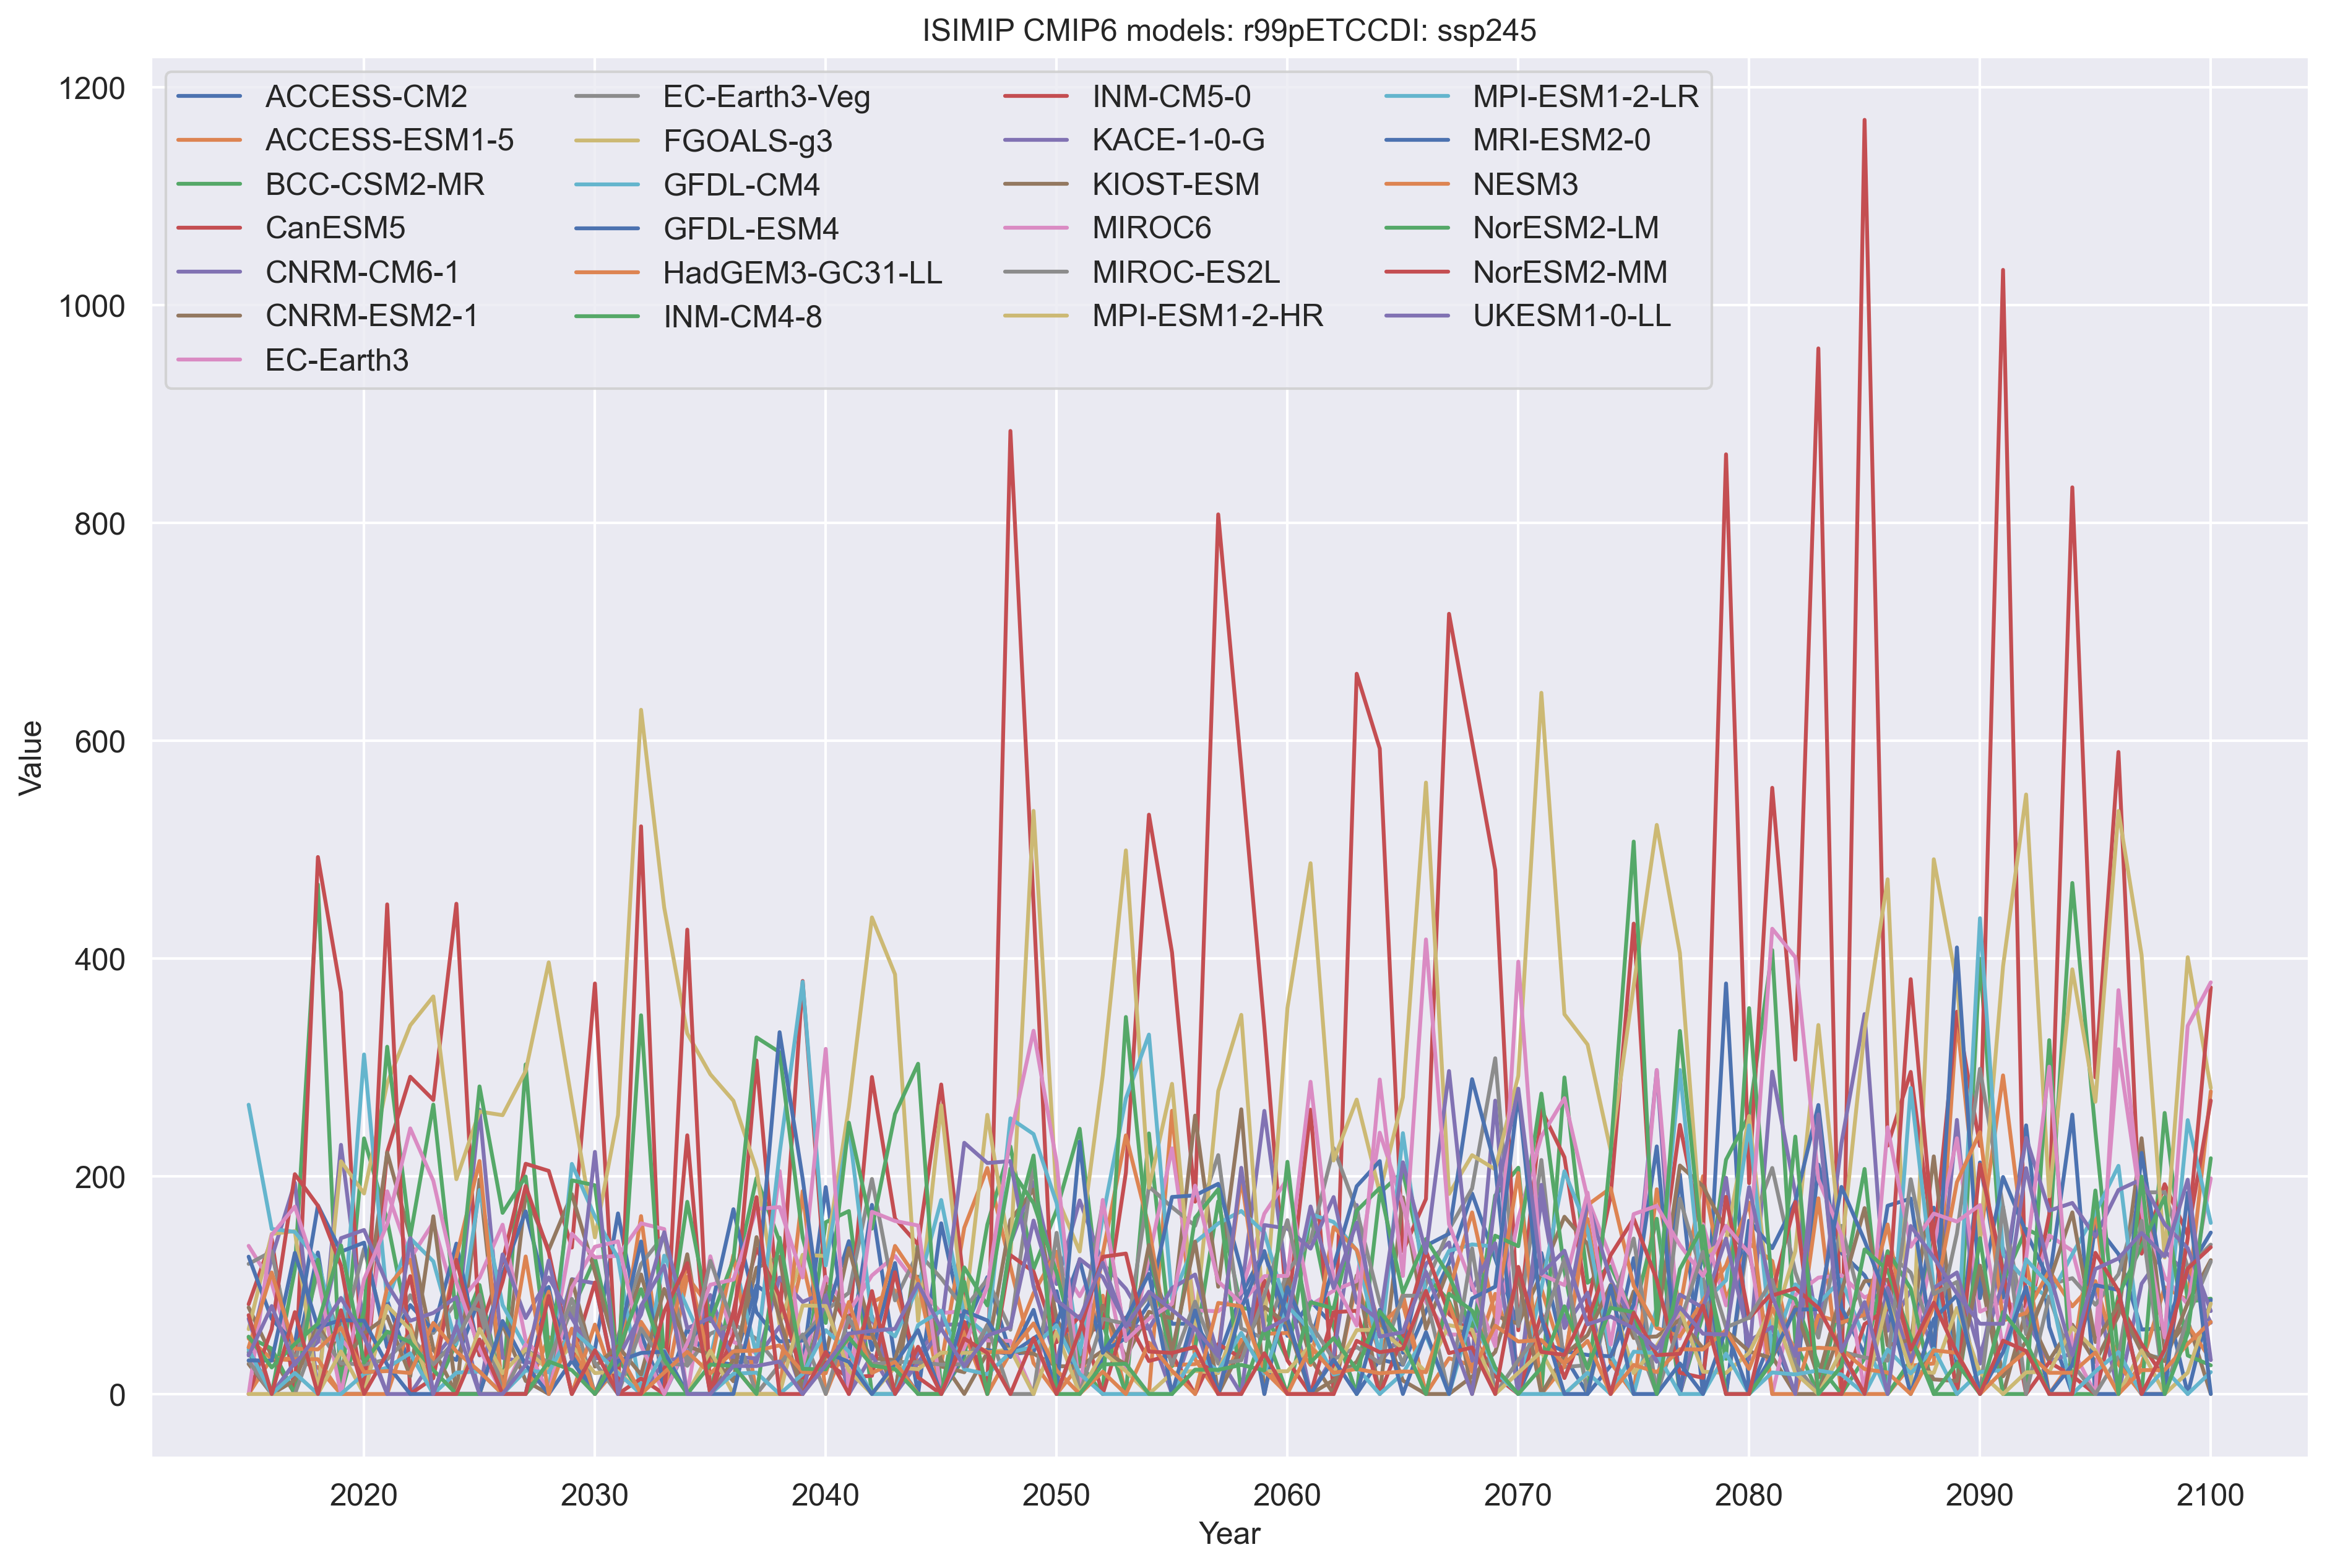 ISIMIP CMIP6 models: r99pETCCDI: ssp245
1200
1000
800
600
400
200
0
Value
ACCESS-CM2
ACCESS-ESM1-5
BCC-CSM2-MR
CanESM5
CNRM-CM6-1
CNRM-ESM2-1
EC-Earth3
EC-Earth3-Veg
FGOALS-g3
GFDL-CM4
GFDL-ESM4
HadGEM3-GC31-LL
INM-CM4-8
INM-CM5-0
KACE-1-0-G
KIOST-ESM
MIROC6
MIROC-ES2L
MPI-ESM1-2-HR
MPI-ESM1-2-LR
MRI-ESM2-0
NESM3
NorESM2-LM
NorESM2-MM
UKESM1-0-LL
2020 2030 2040 2050 2060 2070 2080 2090 2100
Year